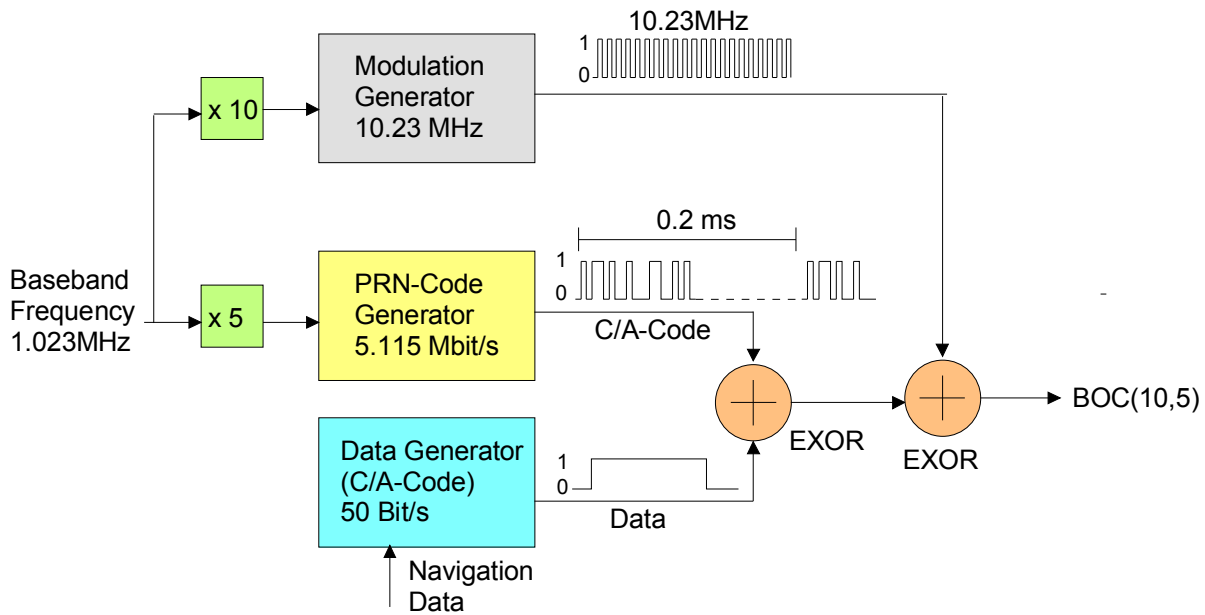 10.23MHz
1
0
Modulation
Generator
10.23 MHz
x 10
0.2 ms
1
0
PRN-Code
Generator
5.115 Mbit/s
Baseband
Frequency
1.023MHz
x 5
C/A-Code
BOC(10,5)
EXOR
EXOR
Data Generator
(C/A-Code)
50 Bit/s
1
0
Data
Navigation
Data